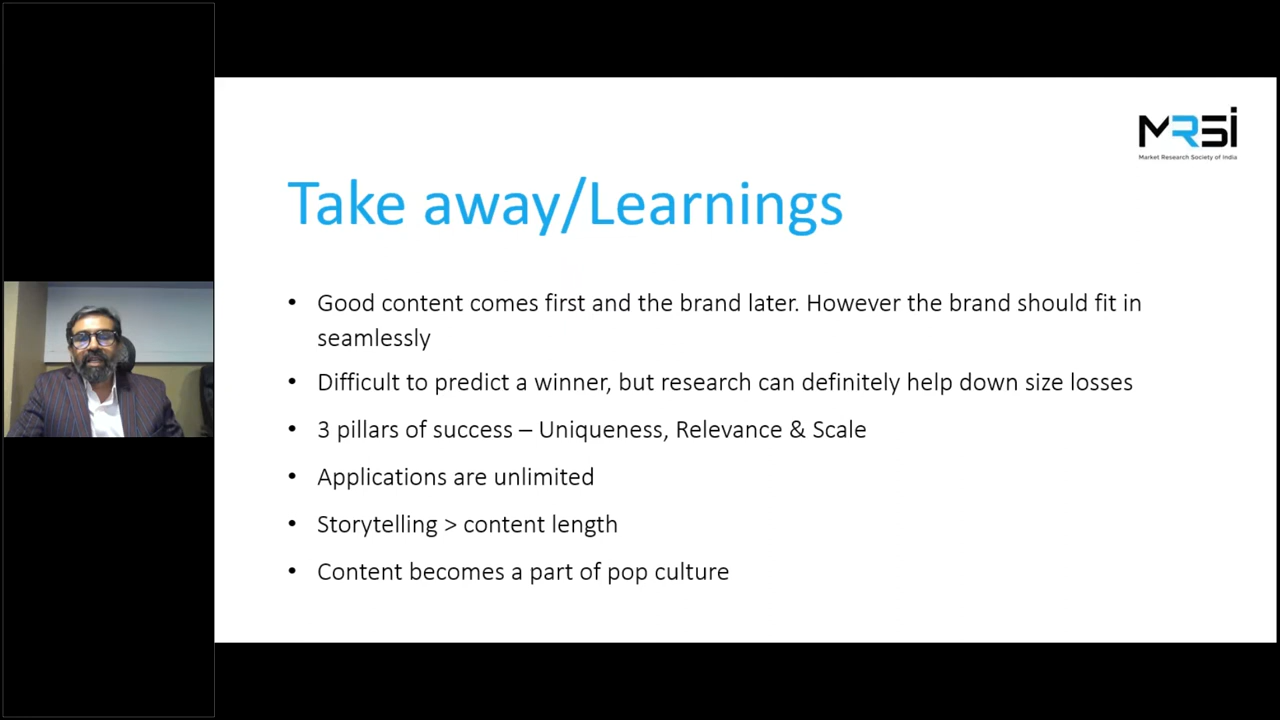 MRSI
Market Research Society of India
Take away/Learnings
• Good content comes first and the brand later. However the brand should fit in
seamlessly
• Difficult to predict a winner, but research can definitely help down size losses
• 3 pillars of success – Uniqueness, Relevance & Scale
• Applications are unlimited
• Storytelling > content length
• Content becomes a part of pop culture